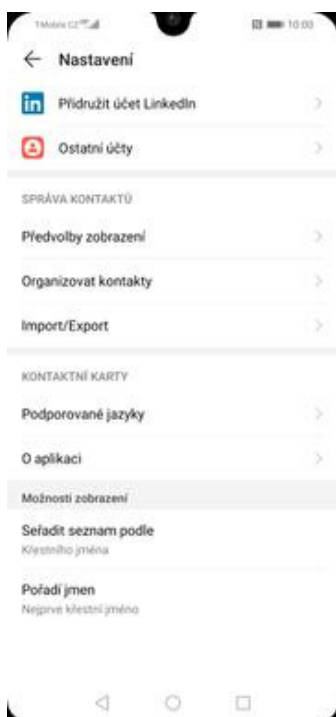 T-Mobile CZ
10:00
Nastavení
in
Přidružit účet LinkedIn
Ostatní účty
SPRÁVA KONTAKTŮ
Předvolby zobrazení
Organizovat kontakty
Import/Export
KONTAKTNÍ KARTY
Podporované jazyky
O aplikaci
Možnosti zobrazení
Seřadit seznam podle
Křestního jména
Pořadí jmen
Nejprve křestní jméno